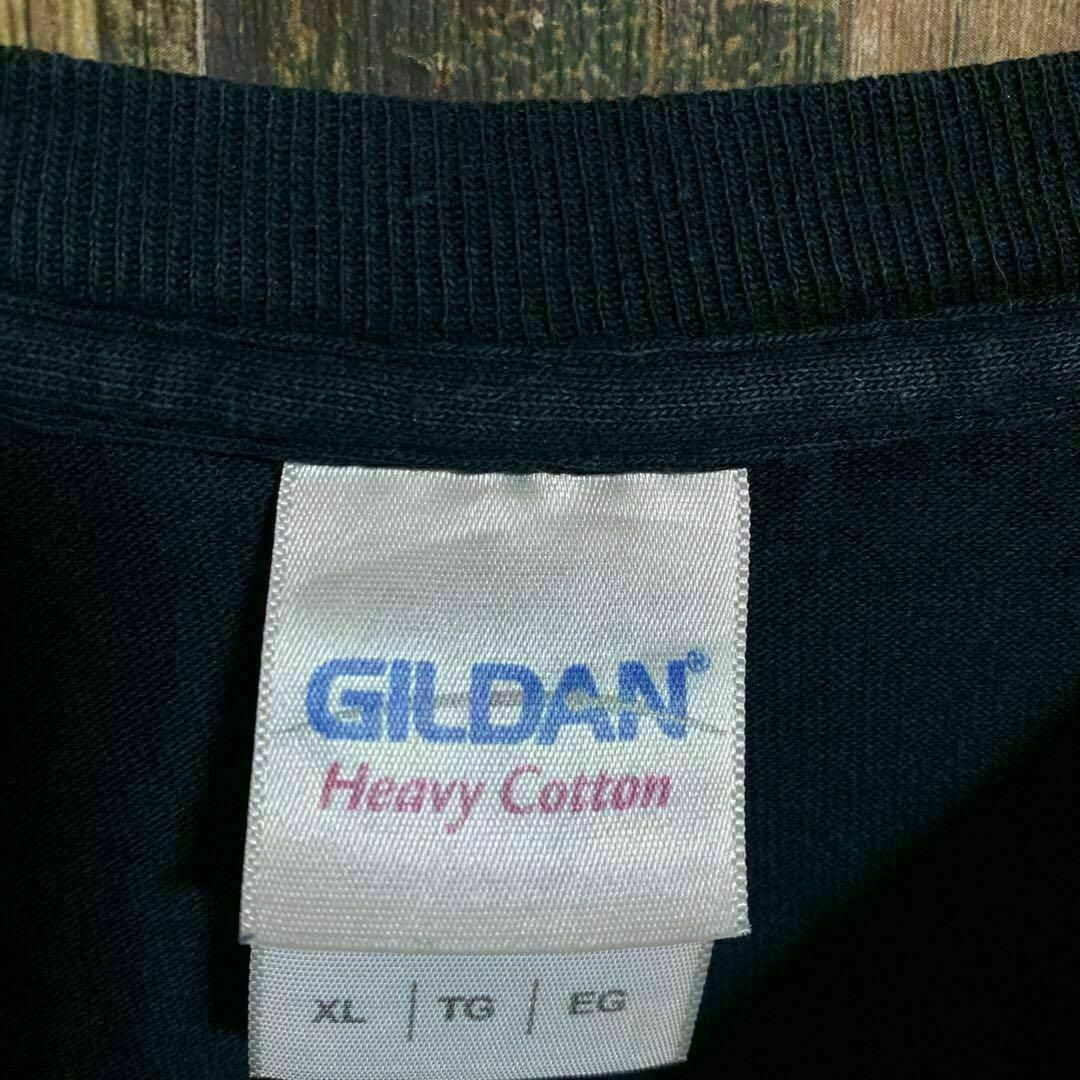 GILDAN®
Heavy Cotton
XL | TG | EG